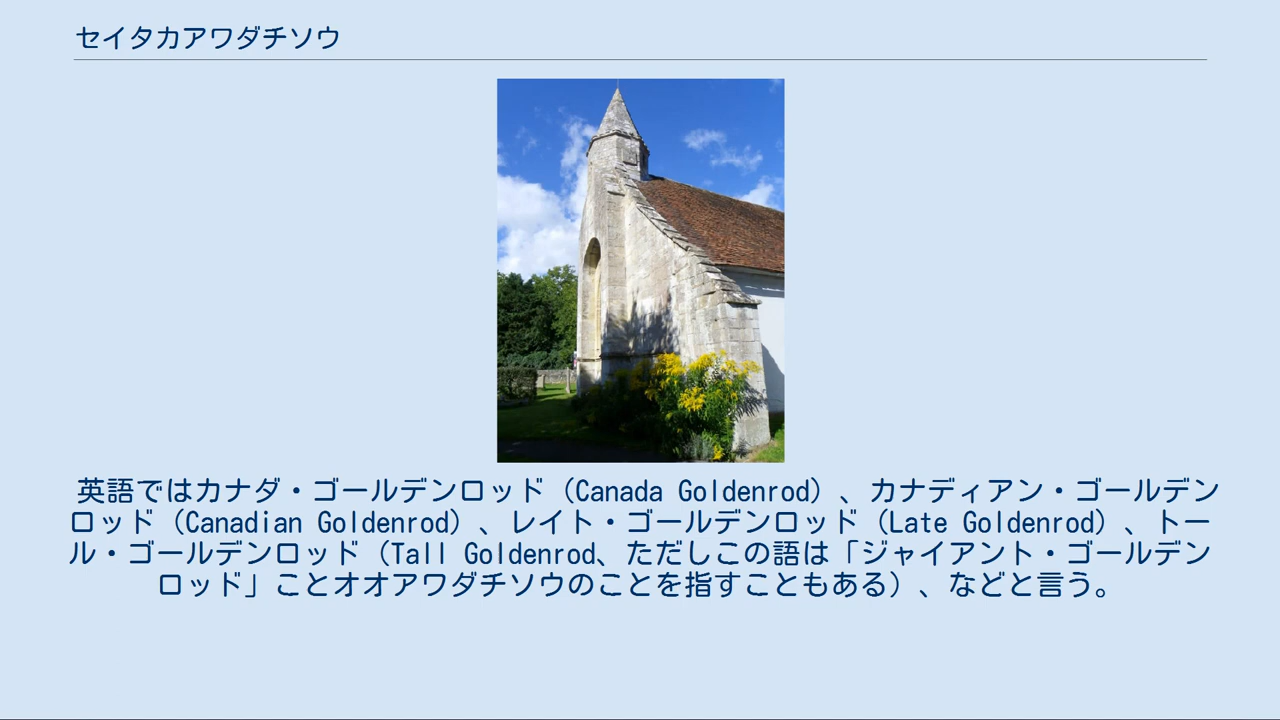 セイタカアワダチソウ
英語ではカナダ・ゴールデンロッド（Canada Goldenrod）、カナディアン・ゴールデン
ロッド（Canadian Goldenrod）、レイト・ゴールデンロッド（Late Goldenrod）、トー
ル・ゴールデンロッド（Tall Goldenrod、ただしこの語は「ジャイアント・ゴールデン
ロッド」ことオオアワダチソウのことを指すこともある）、などと言う。